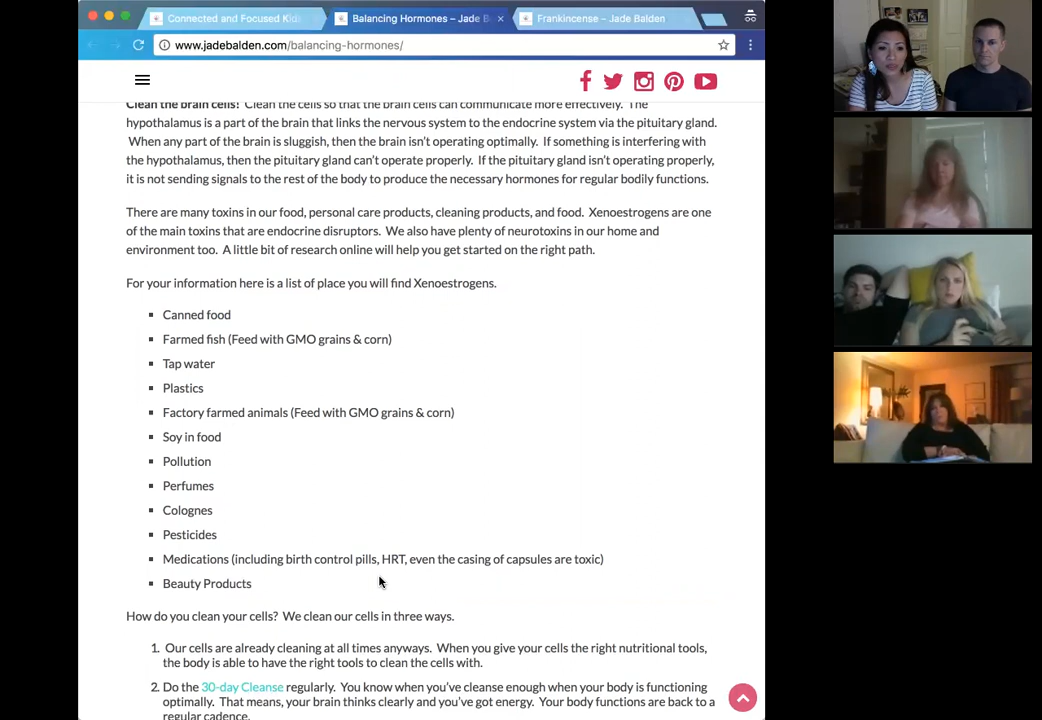 Connected and Focused Kids
Balancing Hormones – Jade B
Frankincense – Jade Balden
www.jadebalden.com/balancing-hormones/
Clean the brain cells! Clean the cells so that the brain cells can communicate more effectively. The
hypothalamus is a part of the brain that links the nervous system to the endocrine system via the pituitary gland.
When any part of the brain is sluggish, then the brain isn't operating optimally. If something is interfering with
the hypothalamus, then the pituitary gland can't operate properly. If the pituitary gland isn't operating properly,
it is not sending signals to the rest of the body to produce the necessary hormones for regular bodily functions.
There are many toxins in our food, personal care products, cleaning products, and food. Xenoestrogens are one
of the main toxins that are endocrine disruptors. We also have plenty of neurotoxins in our home and
environment too. A little bit of research online will help you get started on the right path.
For your information here is a list of place you will find Xenoestrogens.
Canned food
Farmed fish (Feed with GMO grains & corn)
Tap water
Plastics
Factory farmed animals (Feed with GMO grains & corn)
Soy in food
Pollution
Perfumes
Colognes
Pesticides
Medications (including birth control pills, HRT, even the casing of capsules are toxic)
Beauty Products
How do you clean your cells? We clean our cells in three ways.
1. Our cells are already cleaning at all times anyways. When you give your cells the right nutritional tools,
the body is able to have the right tools to clean the cells with.
2. Do the 30-day Cleanse regularly. You know when you've cleanse enough when your body is functioning
optimally. That means, your brain thinks clearly and you've got energy. Your body functions are back to a
regular cadence.